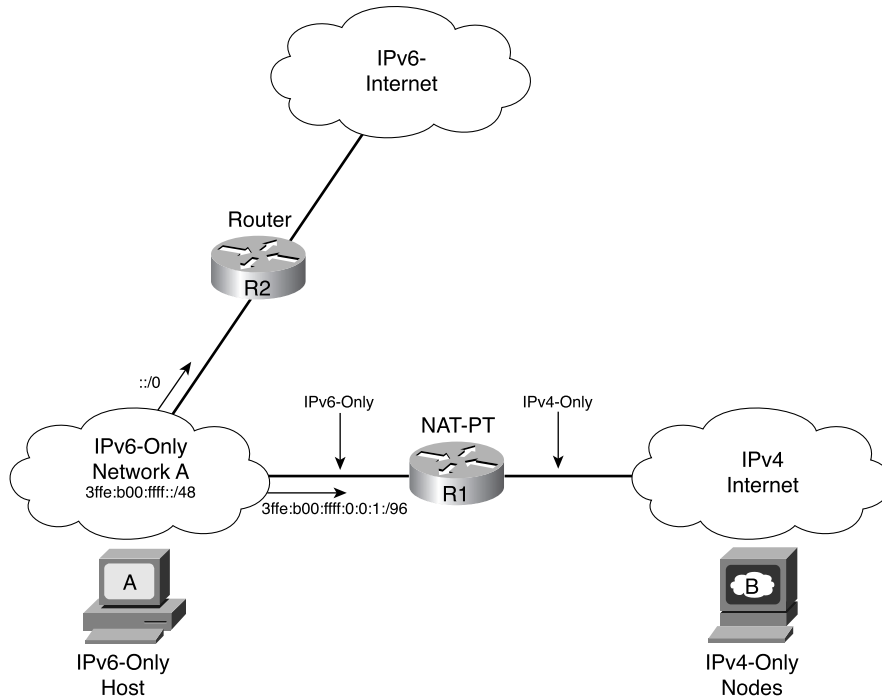 IPv6-
Internet
Router
R2
::/0
IPv6-Only
IPv4-Only
NAT-PT
R1
IPv6-Only
Network A
3ffe:b00:ffff::/48
3ffe:b00:ffff:0:0:1:/96
IPv4
Internet
A
B
IPv6-Only
Host
IPv4-Only
Nodes